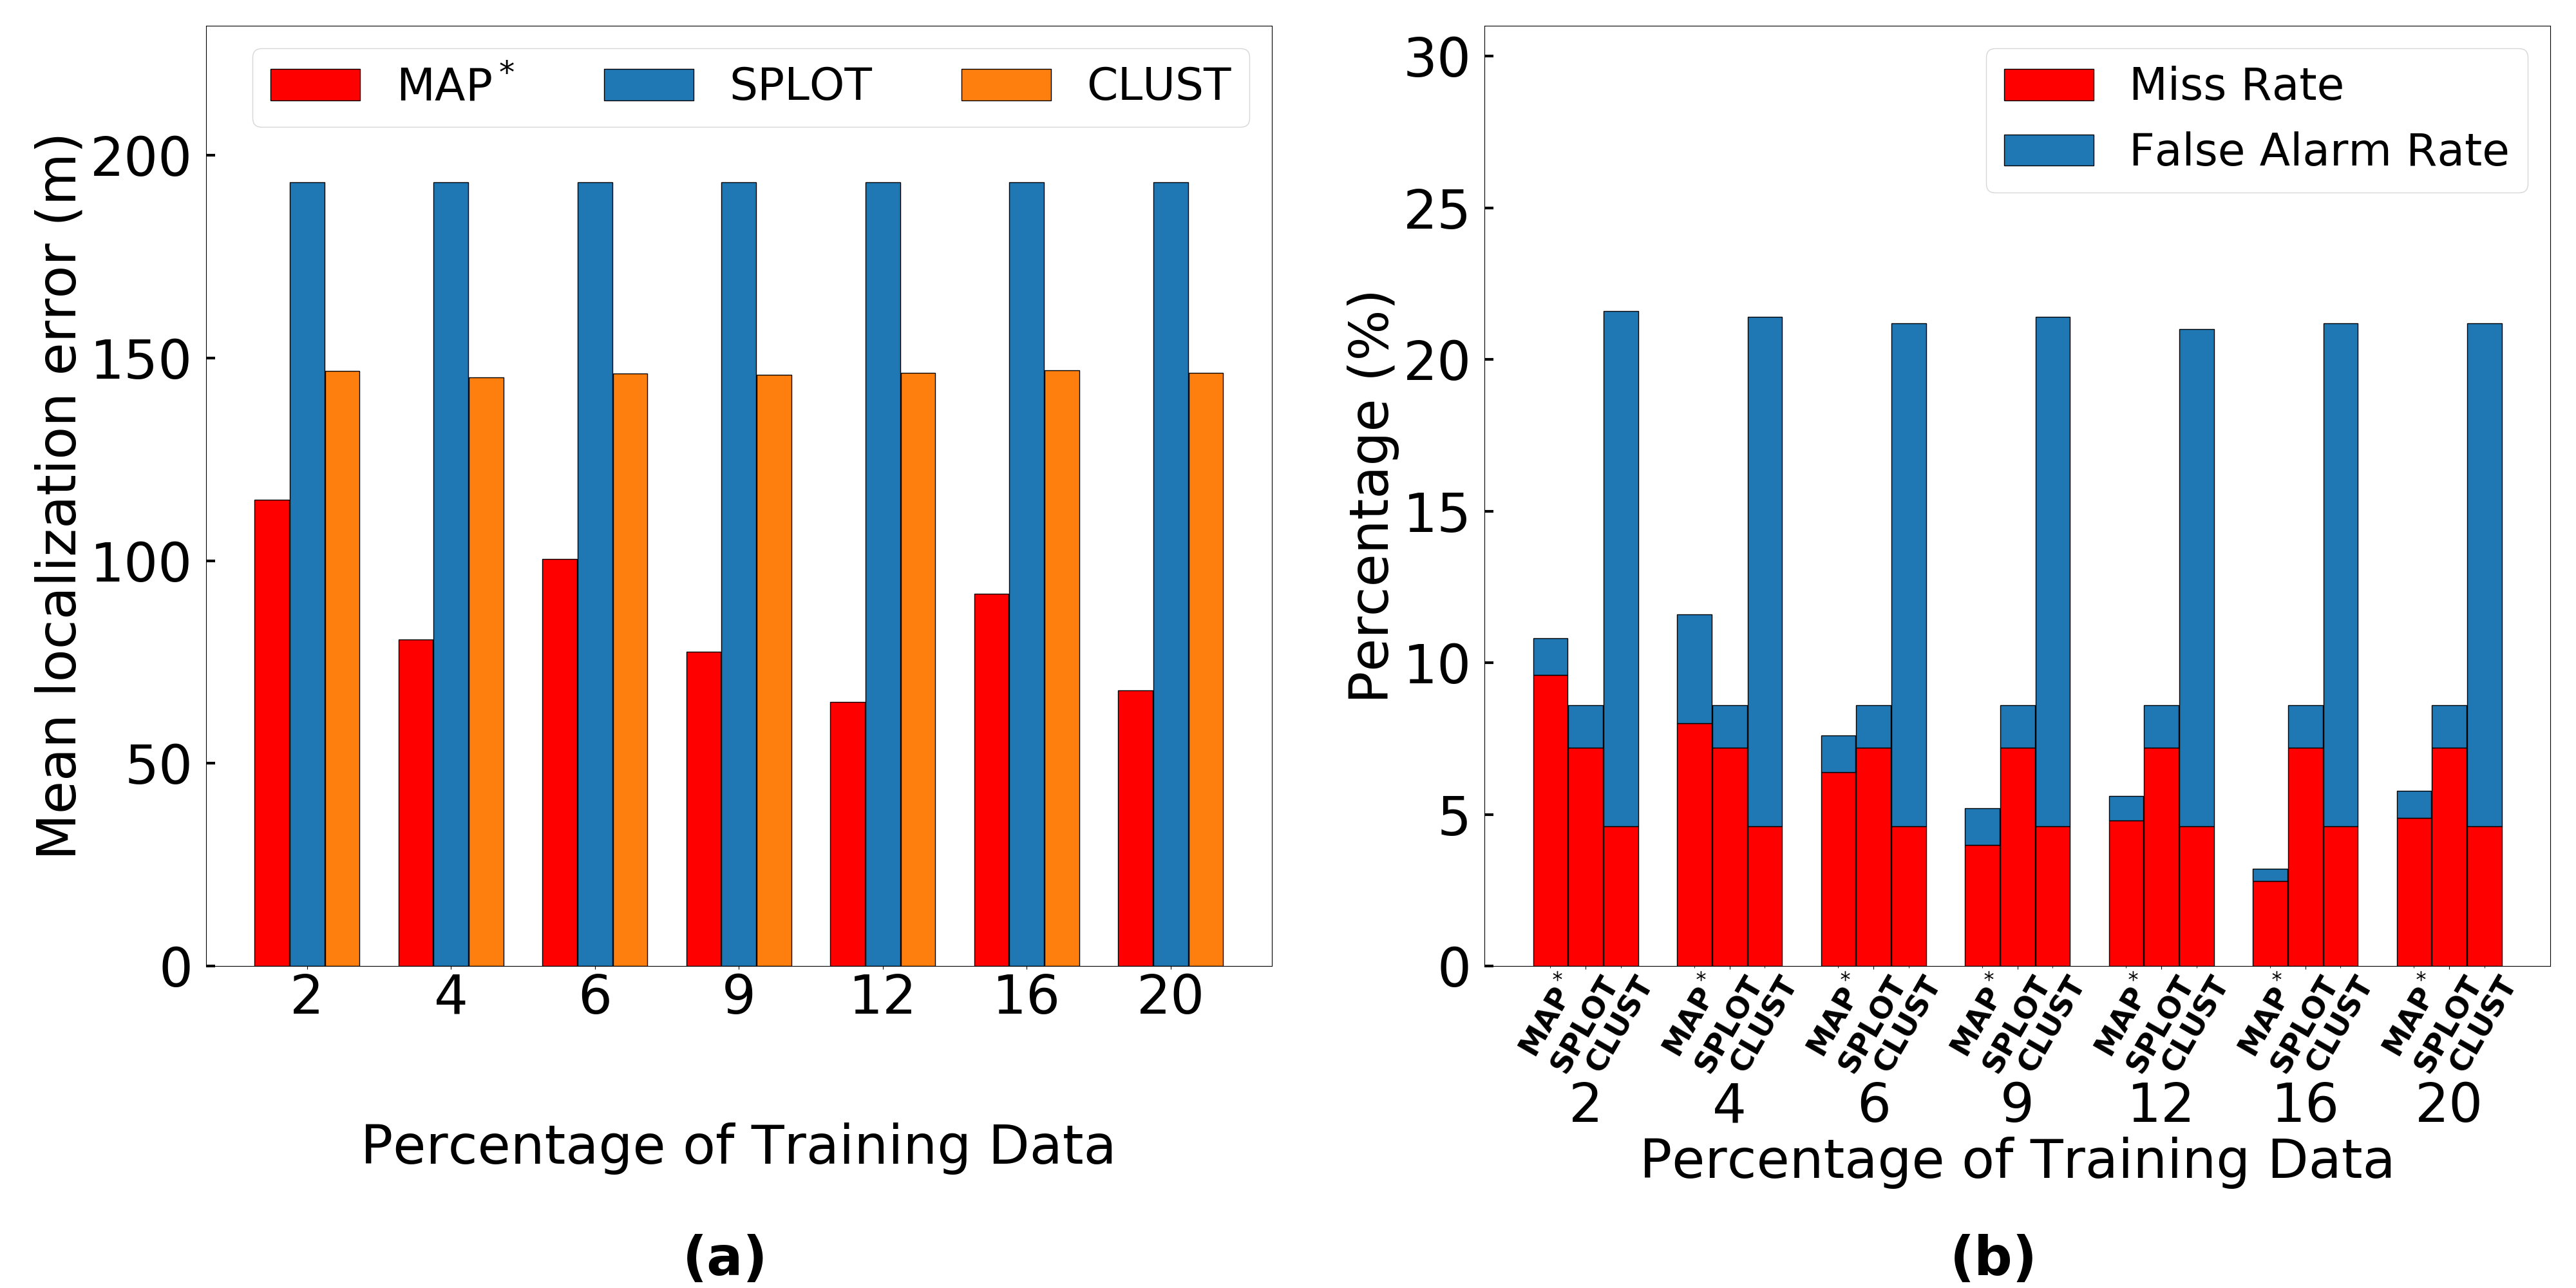 MAP* SPLOT CLUST
Mean localization error (m)
200
150
100
50
0
2 4 6 9 12 16 20
Percentage of Training Data
(a)
Miss Rate
False Alarm Rate
Percentage (%)
30
25
20
15
10
5
0
MAP* SPLOT CLUST MAP* SPLOT CLUST MAP* SPLOT CLUST MAP* SPLOT CLUST MAP* SPLOT CLUST MAP* SPLOT CLUST MAP* SPLOT CLUST
2 4 6 9 12 16 20
Percentage of Training Data
(b)